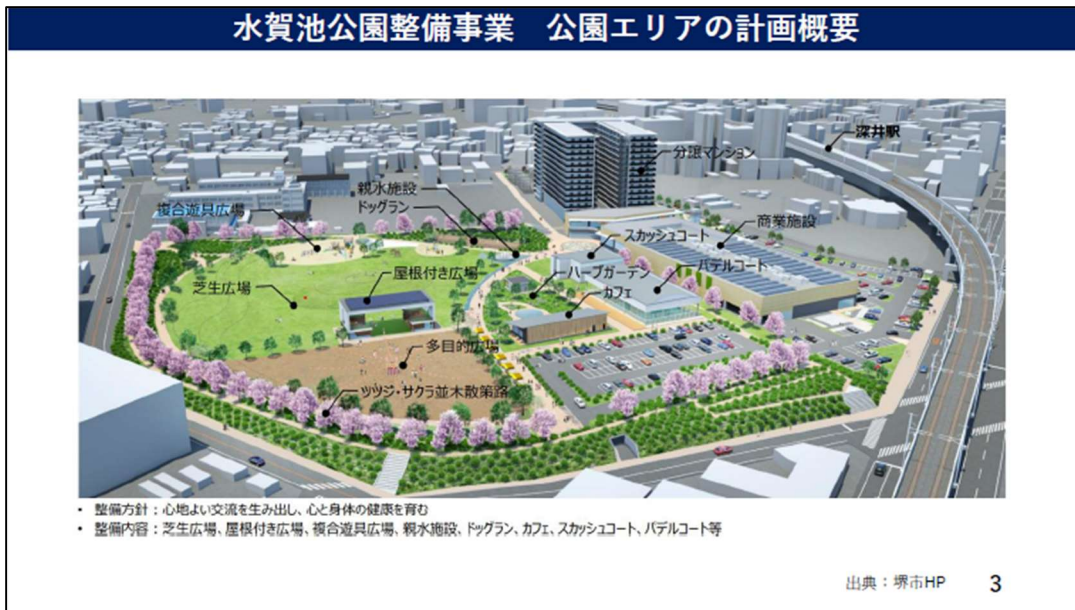 水賀池公園整備事業　公園エリアの計画概要
深井駅
分譲マンション
親水施設
ドッグラン
複合遊具広場
商業施設
スカッシュコート
パデルコート
屋根付き広場
ハーブガーデン
芝生広場
カフェ
多目的広場
ツツジ・サクラ並木散策路
・ 整備方針：心地よい交流を生み出し、心と身体の健康を育む
・ 整備内容：芝生広場、屋根付き広場、複合遊具広場、親水施設、ドッグラン、カフェ、スカッシュコート、パデルコート等
出典：堺市HP
3